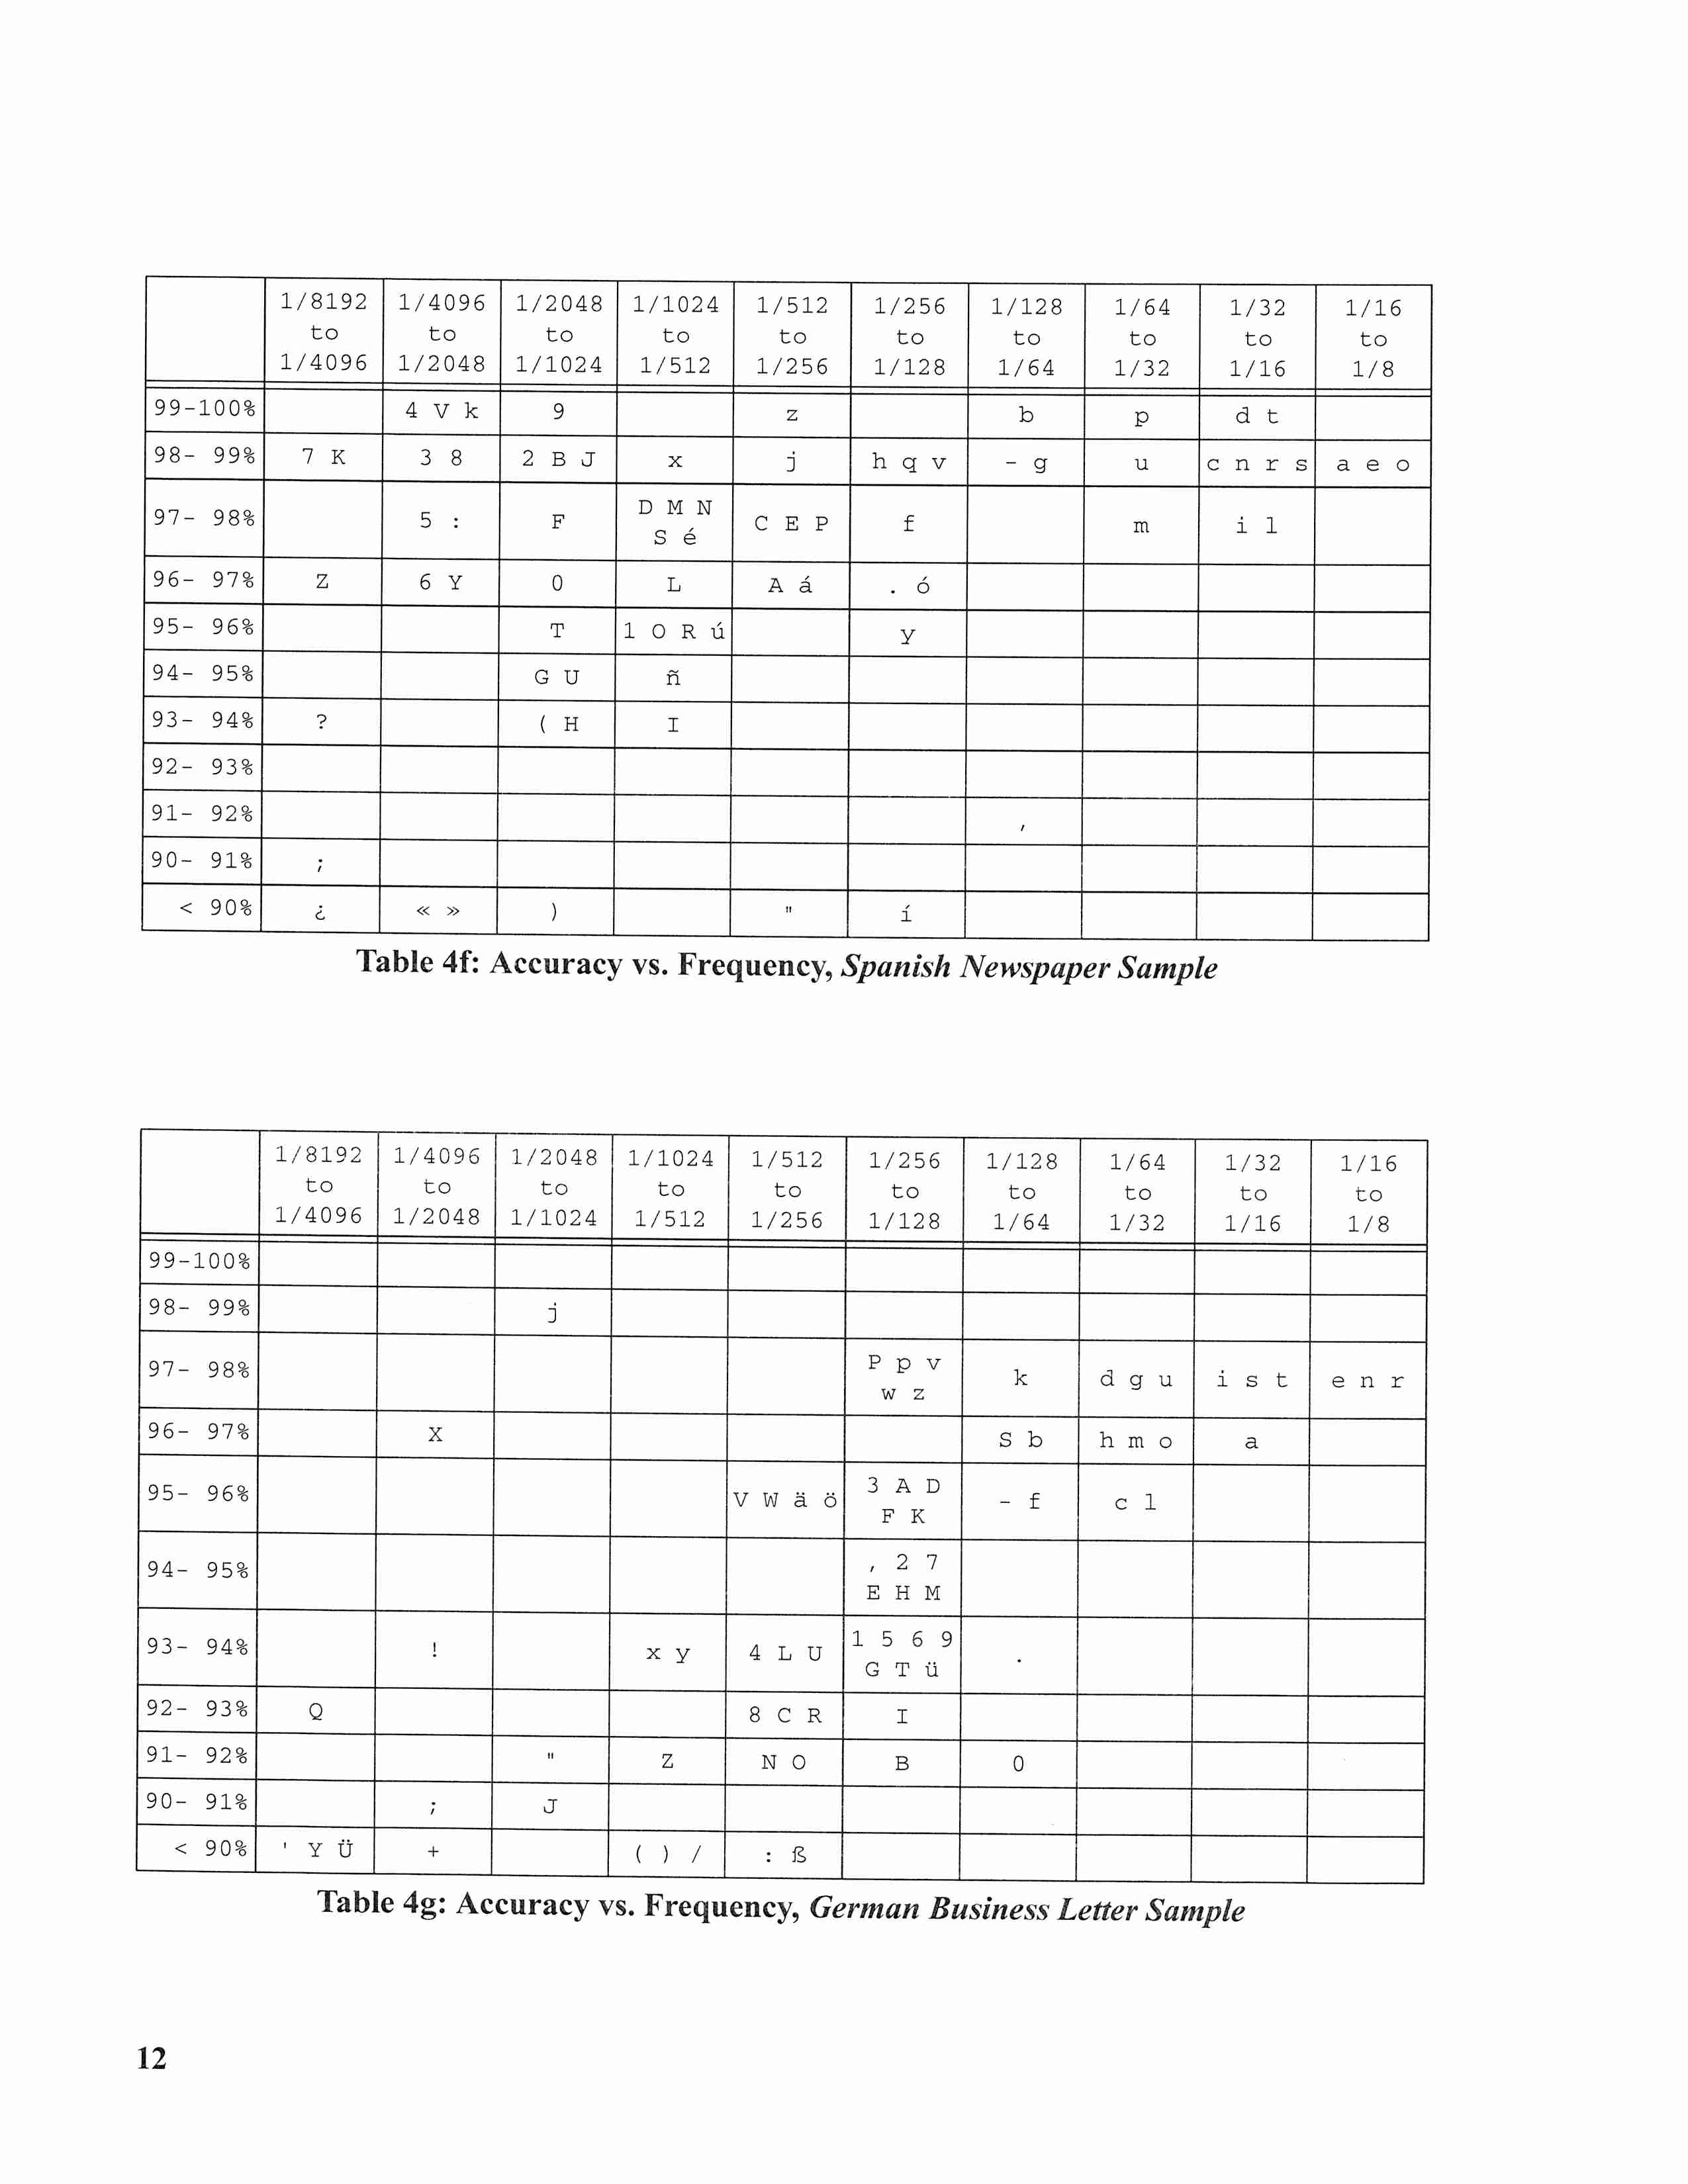 1/8192 1/4096 1/2048 1/1024 1/512 1/256 1/128 1/64 1/32 1/16
to to to to to to to to to to
1/4096 1/2048 1/1024 1/512 1/256 1/128 1/64 1/32 1/16 1/8
99-100% 4 V k 9 z b p d t
98- 99% 7 K 3 8 2 B J x j h q v - g u c n r s a e o
97- 98% 5 : F D M N C E P f m i l
S é
96- 97% Z 6 Y 0 L A á . ó
95- 96% T 1 O R ú y
94- 95% G U ñ
93- 94% ? ( H I
92- 93%
91- 92% ,
90- 91% ;
< 90% ¿ « » ) " í
Table 4f: Accuracy vs. Frequency, Spanish Newspaper Sample
1/8192 1/4096 1/2048 1/1024 1/512 1/256 1/128 1/64 1/32 1/16
to to to to to to to to to to
1/4096 1/2048 1/1024 1/512 1/256 1/128 1/64 1/32 1/16 1/8
99-100%
98- 99% j
97- 98% P p v k d g u i s t e n r
w z
96- 97% X S b h m o a
95- 96% V W ä ö 3 A D - f c l
F K
94- 95% , 2 7
E H M
93- 94% ! x y 4 L U 1 5 6 9 .
G T ü
92- 93% Q 8 C R I
91- 92% " Z N O B 0
90- 91% ; J
< 90% ' Y Ü + ( ) / : ß
Table 4g: Accuracy vs. Frequency, German Business Letter Sample
12